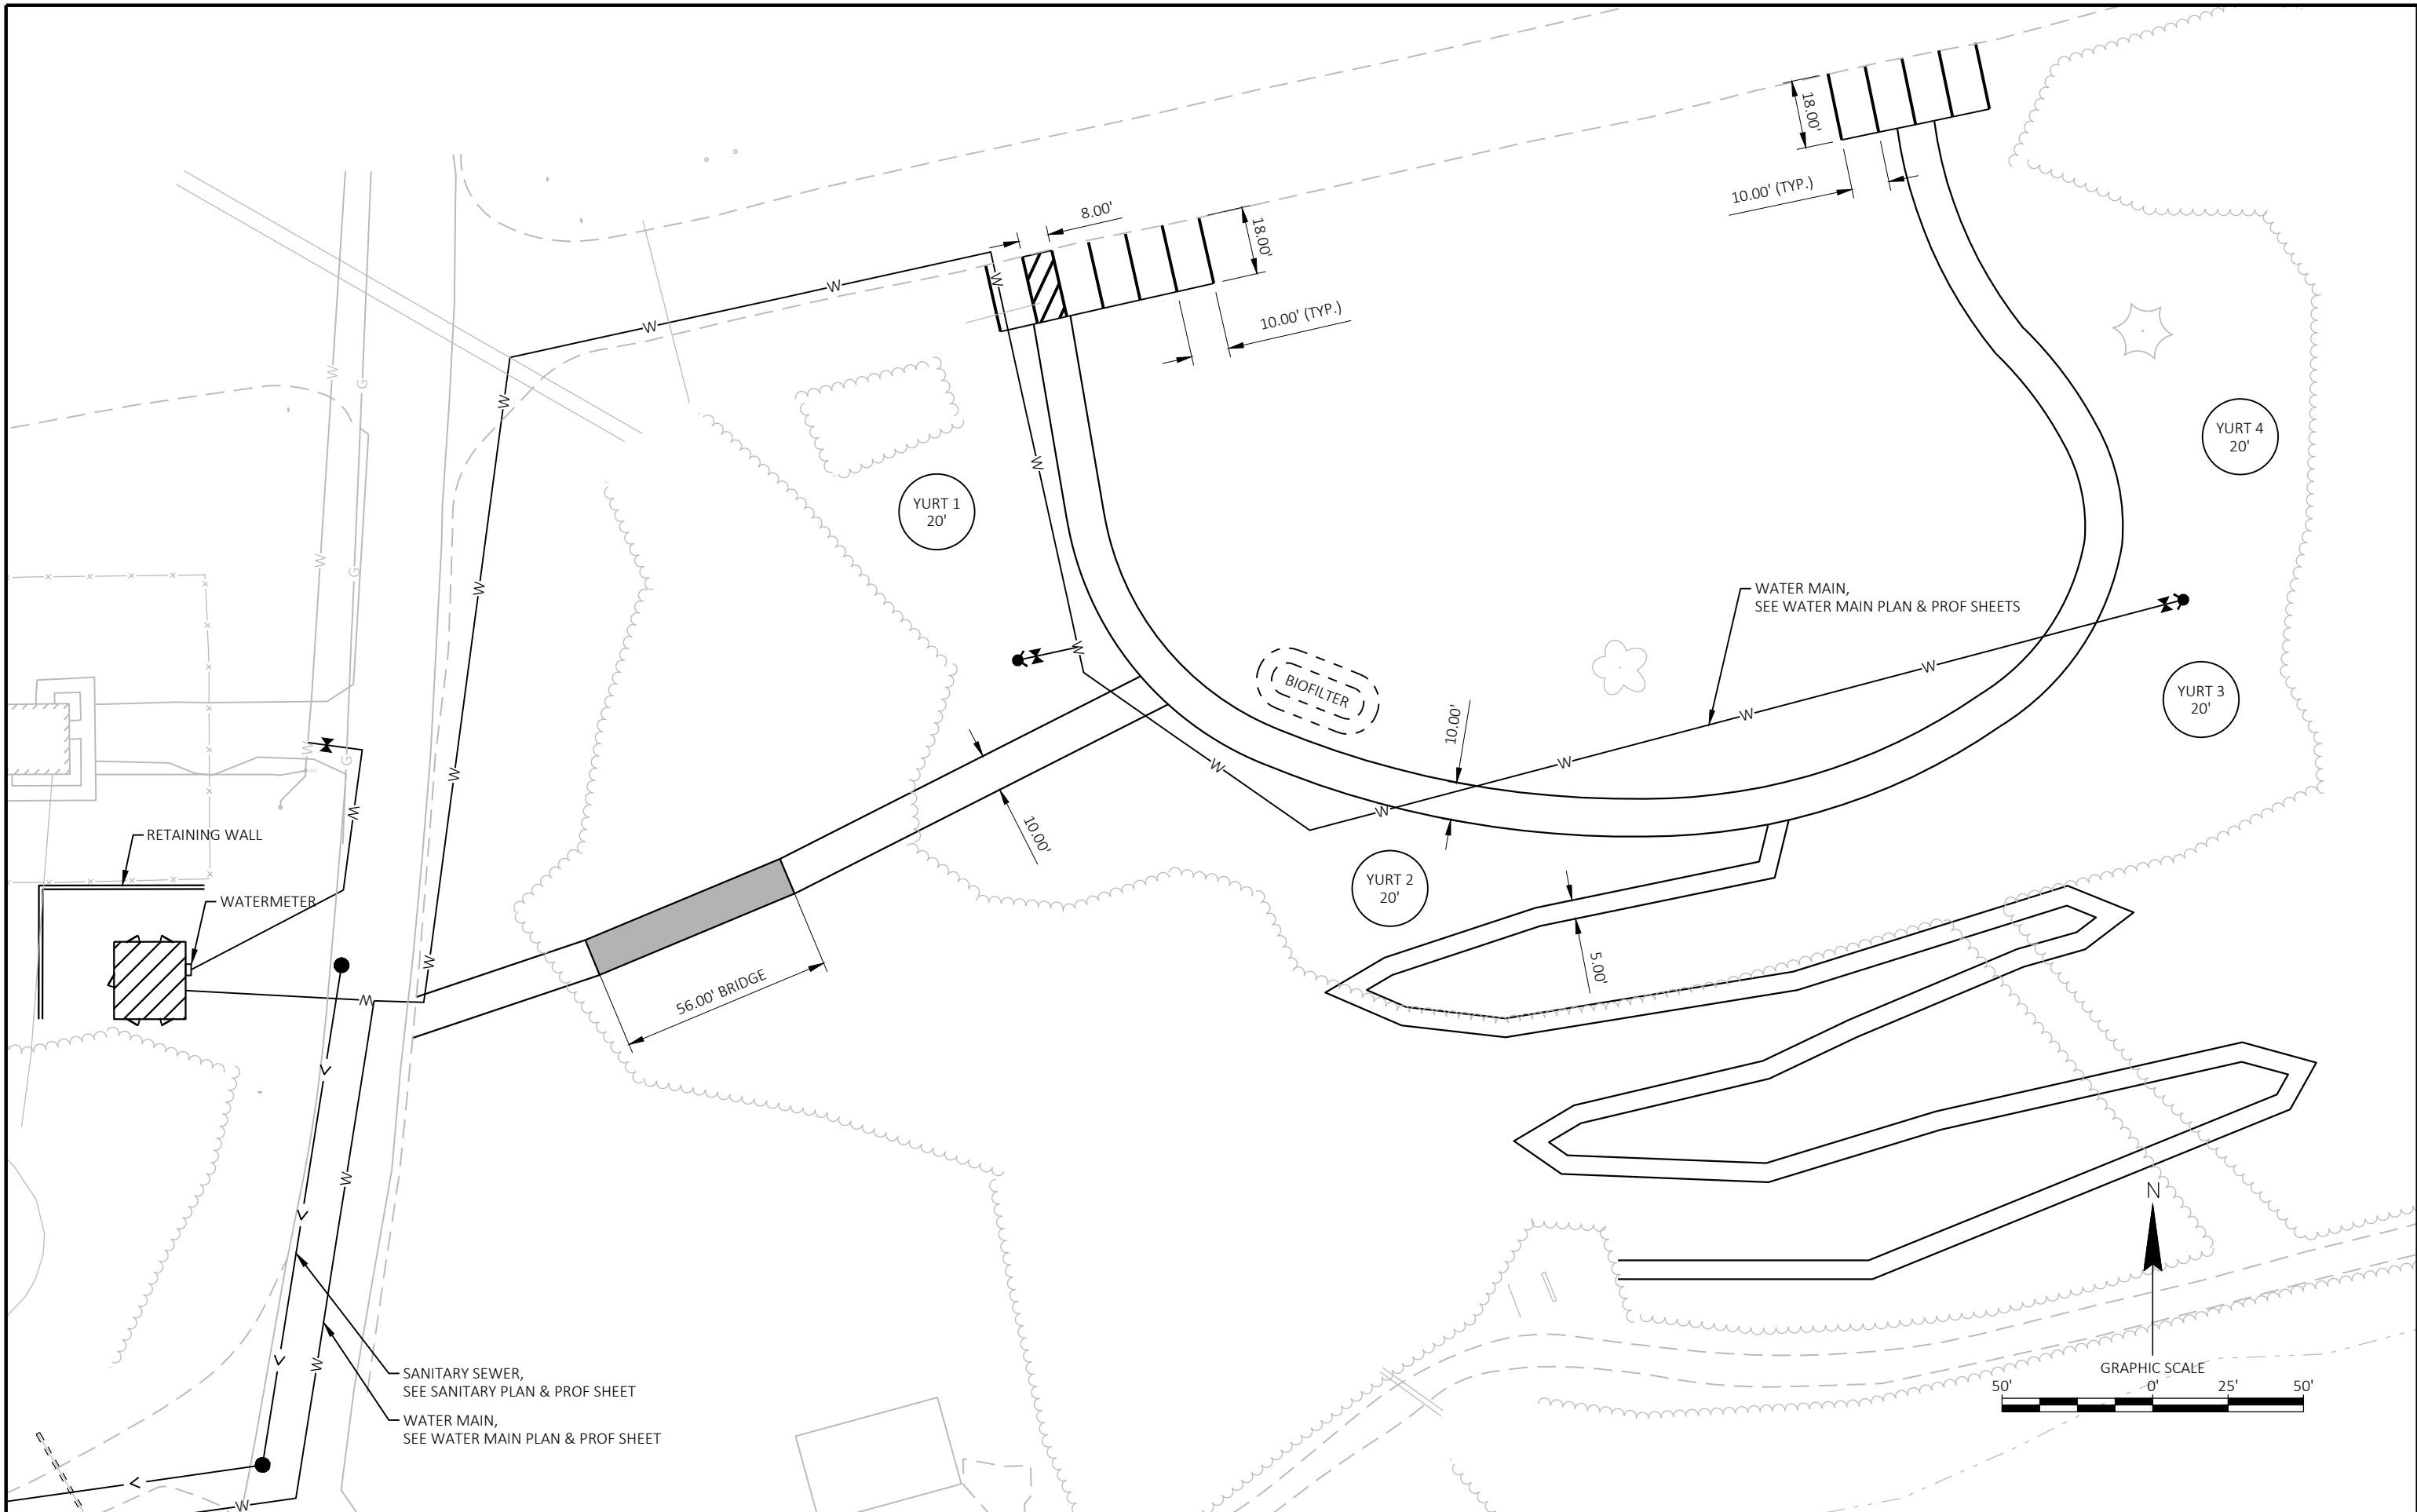 18.00'
10.00' (TYP.)
8.00'
18.00'
10.00' (TYP.)
W
W
W
W
G
W
W
W
G
W
W
YURT 1
20'
YURT 4
20'
WATER MAIN,
SEE WATER MAIN PLAN & PROF SHEETS
W
W
W
W
W
W
BIOFILTER
YURT 3
20'
10.00'
10.00'
W
G
W
W
RETAINING WALL
WATERMETER
YURT 2
20'
W
56.00' BRIDGE
5.00'
W
W
W
N
SANITARY SEWER,
SEE SANITARY PLAN & PROF SHEET
WATER MAIN,
SEE WATER MAIN PLAN & PROF SHEET
W
GRAPHIC SCALE
50' 0' 25' 50'